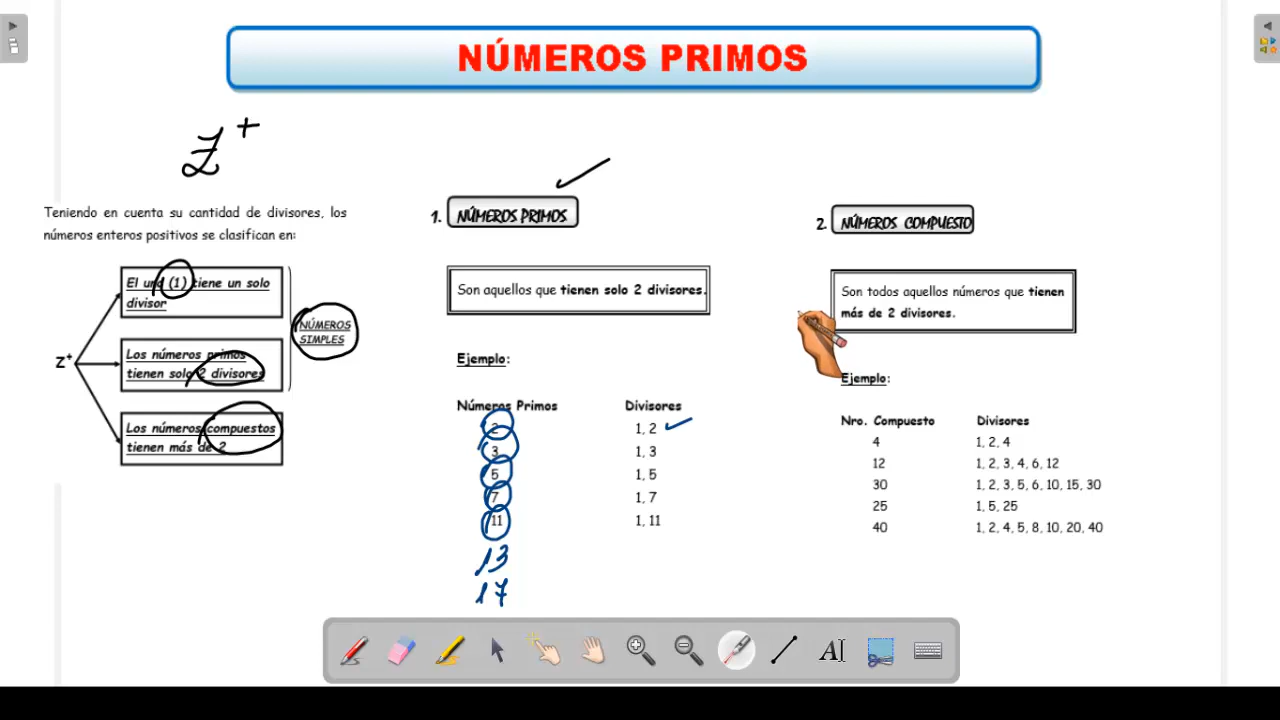 NÚMEROS PRIMOS
Z+
Teniendo en cuenta su cantidad de divisores, los
números enteros positivos se clasifican en:
Z+
El uno (1) tiene un solo
divisor
Los números primos
tienen solo 2 divisores
NÚMEROS
SIMPLES
Los números compuestos
tienen más de 2
1. NÚMEROS PRIMOS
Son aquellos que tienen solo 2 divisores.
Ejemplo:
Números Primos Divisores
2 1, 2
3 1, 3
5 1, 5
7 1, 7
11 1, 11
13
17
2. NÚMEROS COMPUESTO
Son todos aquellos números que tienen
más de 2 divisores.
Ejemplo:
Nro. Compuesto Divisores
4 1, 2, 4
12 1, 2, 3, 4, 6, 12
30 1, 2, 3, 5, 6, 10, 15, 30
25 1, 5, 25
40 1, 2, 4, 5, 8, 10, 20, 40
AI